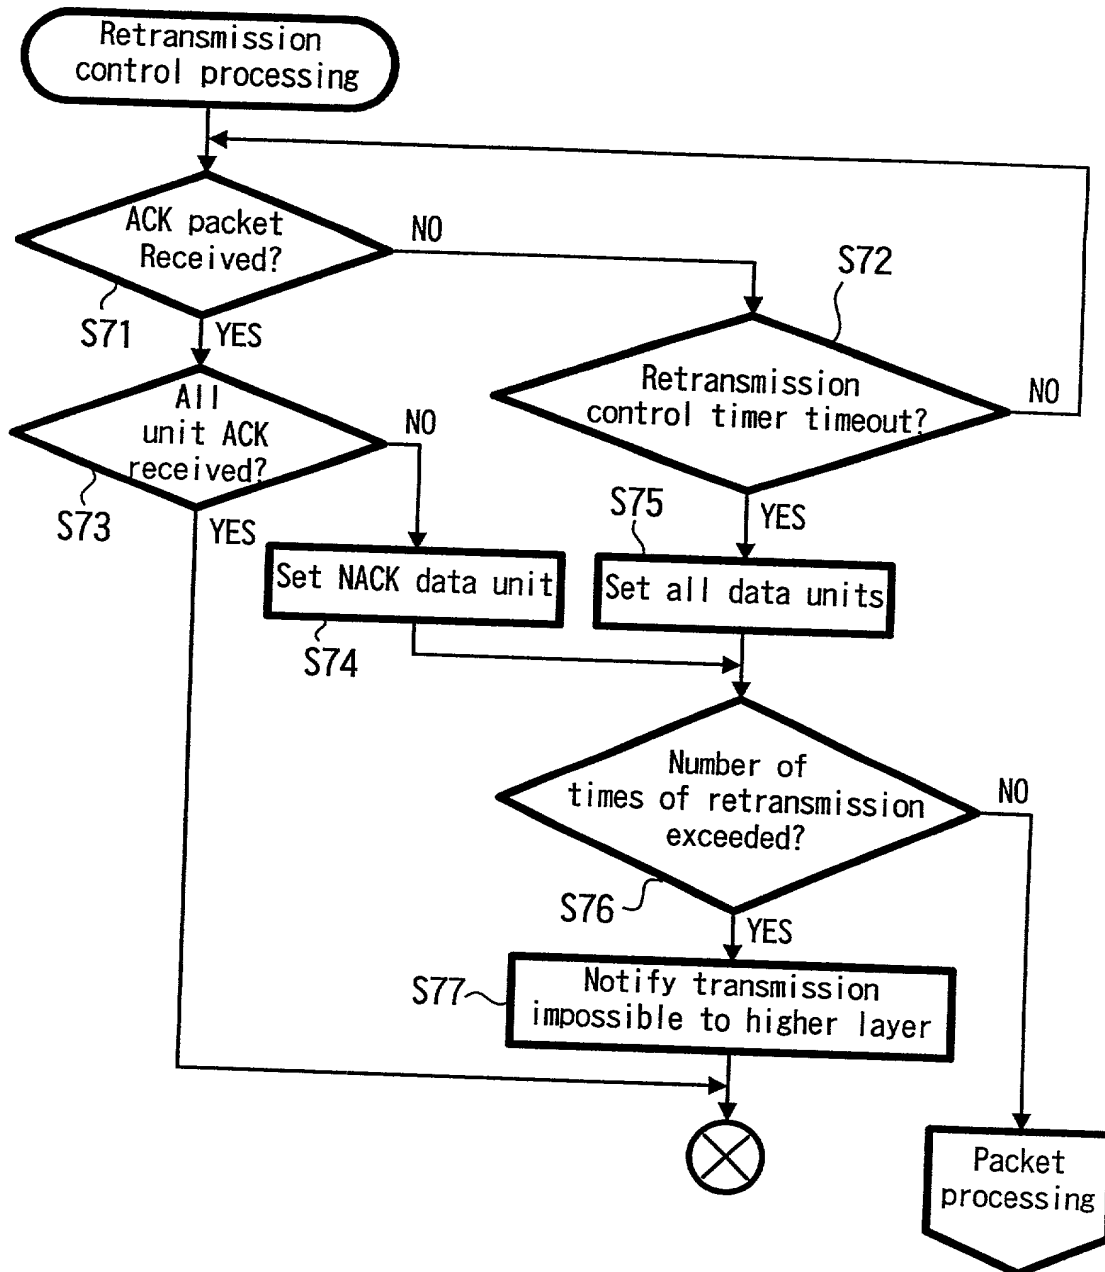 Retransmission
control processing
ACK packet
Received?
NO
S71
YES
S72
Retransmission
control timer timeout?
NO
All
unit ACK
received?
NO
S73
YES
S75
YES
Set NACK data unit
Set all data units
S74
Number of
times of retransmission
exceeded?
NO
S76
YES
S77
Notify transmission
impossible to higher layer
Packet
processing